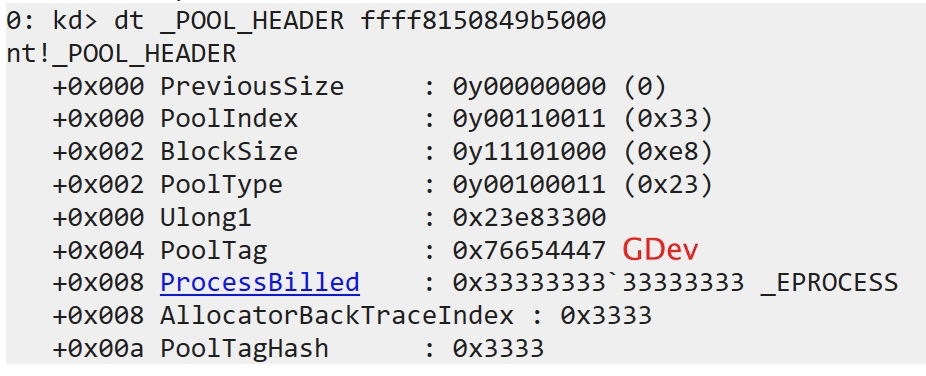 0: kd> dt _POOL_HEADER ffff8150849b5000
nt!_POOL_HEADER
+0x000 PreviousSize : 0y00000000 (0)
+0x000 PoolIndex : 0y00110011 (0x33)
+0x002 BlockSize : 0y11101000 (0xe8)
+0x002 PoolType : 0y00100011 (0x23)
+0x000 Ulong1 : 0x23e83300
+0x004 PoolTag : 0x76654447 GDev
+0x008 ProcessBilled : 0x33333333`33333333 _EPROCESS
+0x008 AllocatorBackTraceIndex : 0x3333
+0x00a PoolTagHash : 0x3333